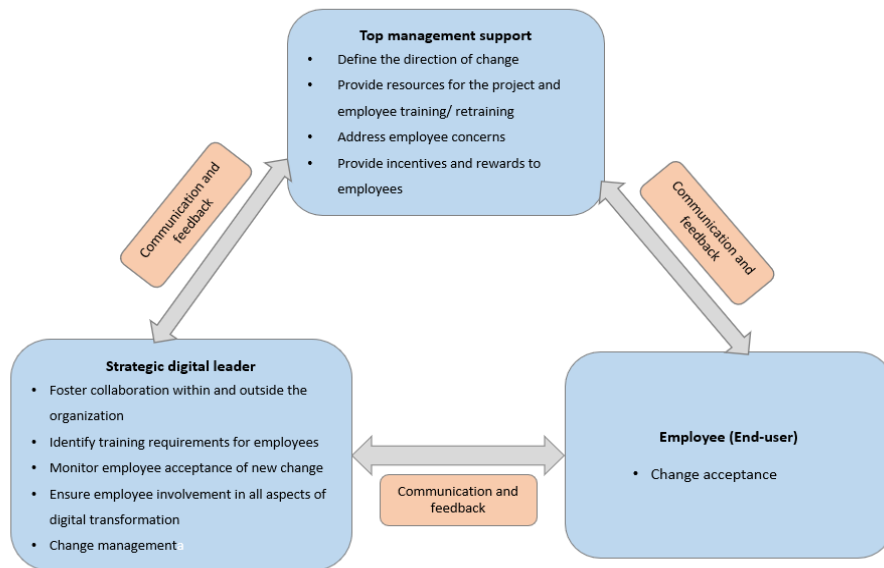 Top management support
• Define the direction of change
• Provide resources for the project and
employee training/ retraining
• Address employee concerns
• Provide incentives and rewards to
employees
Communication and
feedback
Communication and
feedback
Strategic digital leader
• Foster collaboration within and outside the
organization
• Identify training requirements for employees
• Monitor employee acceptance of new change
• Ensure employee involvement in all aspects of
digital transformation
• Change management
Communication and
feedback
Employee (End-user)
• Change acceptance